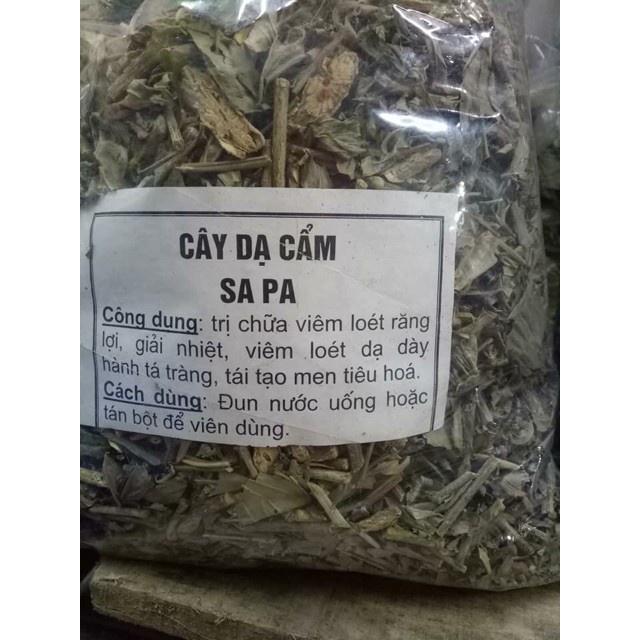 CÂY DẠ CẨM
SA PA
Công dung: trị chữa viêm loét răng
lợi, giải nhiệt, viêm loét dạ dày
hành tá tràng, tái tạo men tiêu hoá.
Cách dùng: Đun nước uống hoặc
tán bột để viên dùng.